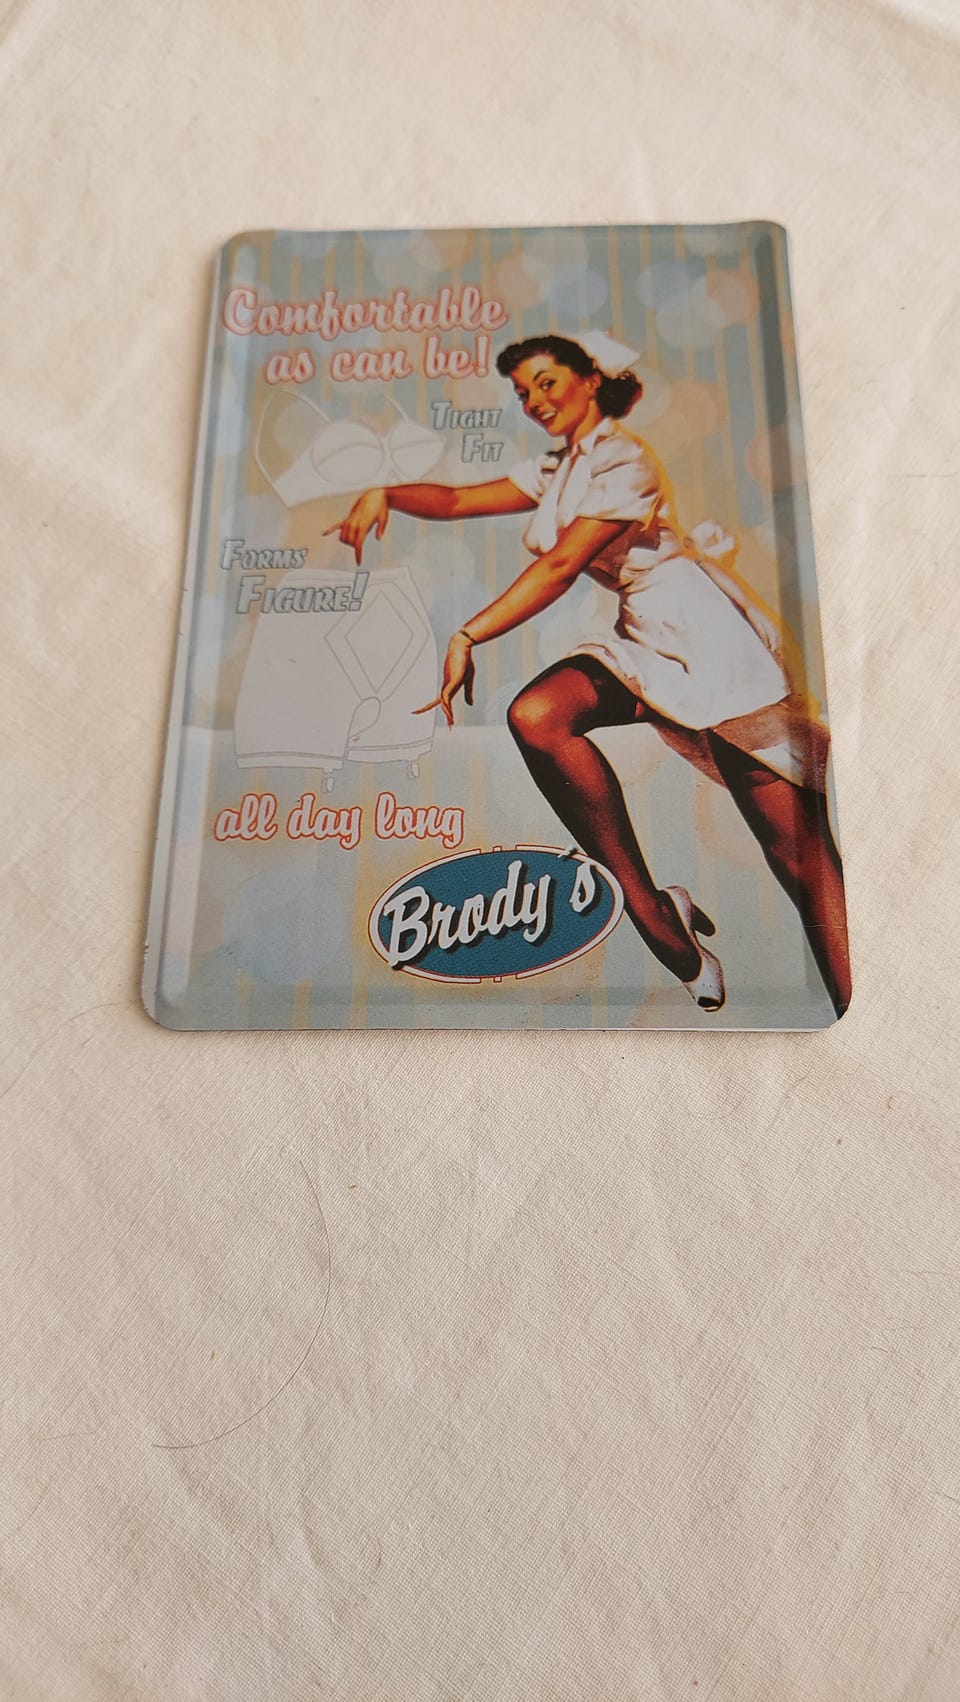 Comfortable
as can be!
TIGHT
FIT
FORMS
FIGURE!
all day long
Brody's